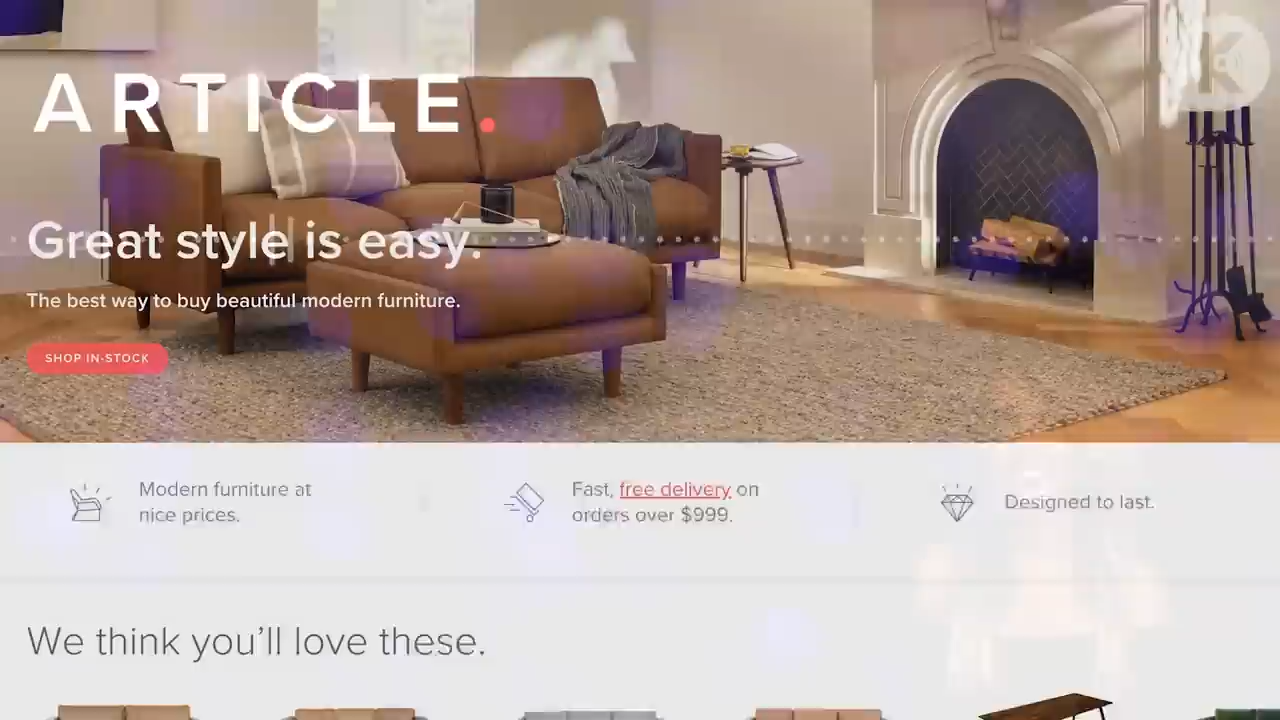 ARTICLE.
Great style is easy.
The best way to buy beautiful modern furniture.
SHOP IN-STOCK
Modern furniture at
nice prices.
Fast, free delivery on
orders over $999.
Designed to last.
We think you'll love these.
K